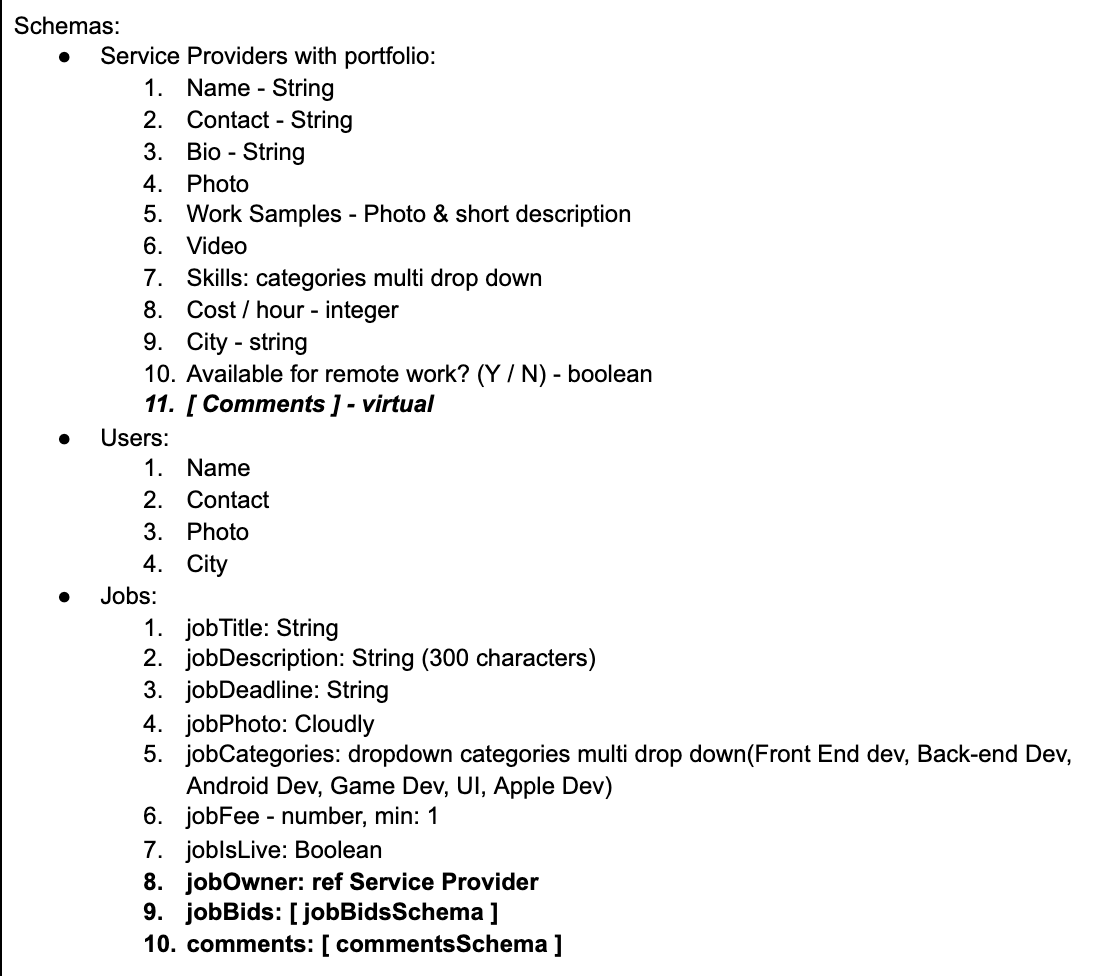 Schemas:
● Service Providers with portfolio:
1. Name - String
2. Contact - String
3. Bio - String
4. Photo
5. Work Samples - Photo & short description
6. Video
7. Skills: categories multi drop down
8. Cost / hour - integer
9. City - string
10. Available for remote work? (Y / N) - boolean
11. [ Comments ] - virtual
● Users:
1. Name
2. Contact
3. Photo
4. City
● Jobs:
1. jobTitle: String
2. jobDescription: String (300 characters)
3. jobDeadline: String
4. jobPhoto: Cloudly
5. jobCategories: dropdown categories multi drop down(Front End dev, Back-end Dev,
Android Dev, Game Dev, UI, Apple Dev)
6. jobFee - number, min: 1
7. jobIsLive: Boolean
8. jobOwner: ref Service Provider
9. jobBids: [ jobBidsSchema ]
10. comments: [ commentsSchema ]